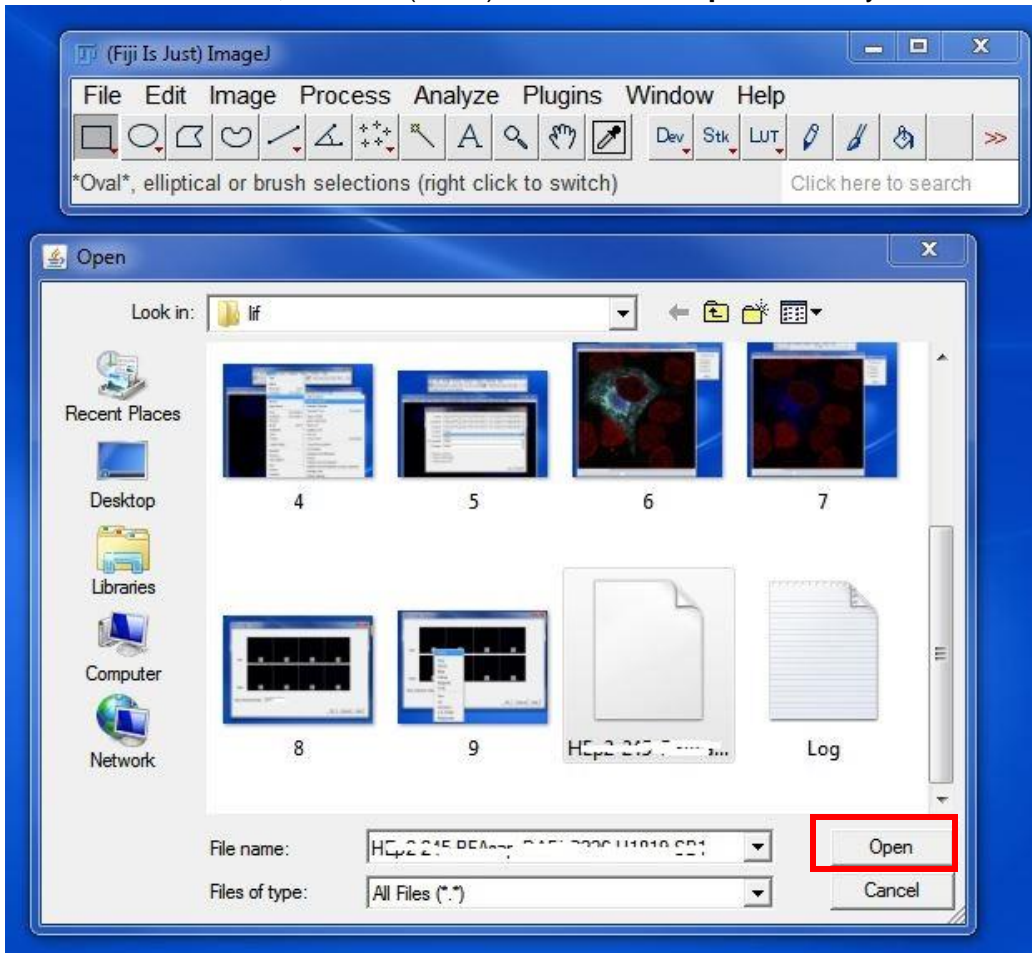 (Fiji Is Just) ImageJ
File Edit Image Process Analyze Plugins Window Help
A Dev Stk LUT >>
*Oval*, elliptical or brush selections (right click to switch) Click here to search
Open
Look in: lif
Recent Places
Desktop
Libraries
Computer
Network
4 5 6 7
8 9 Log
File name:
Open
Files of type: All Files (*.*)
Cancel